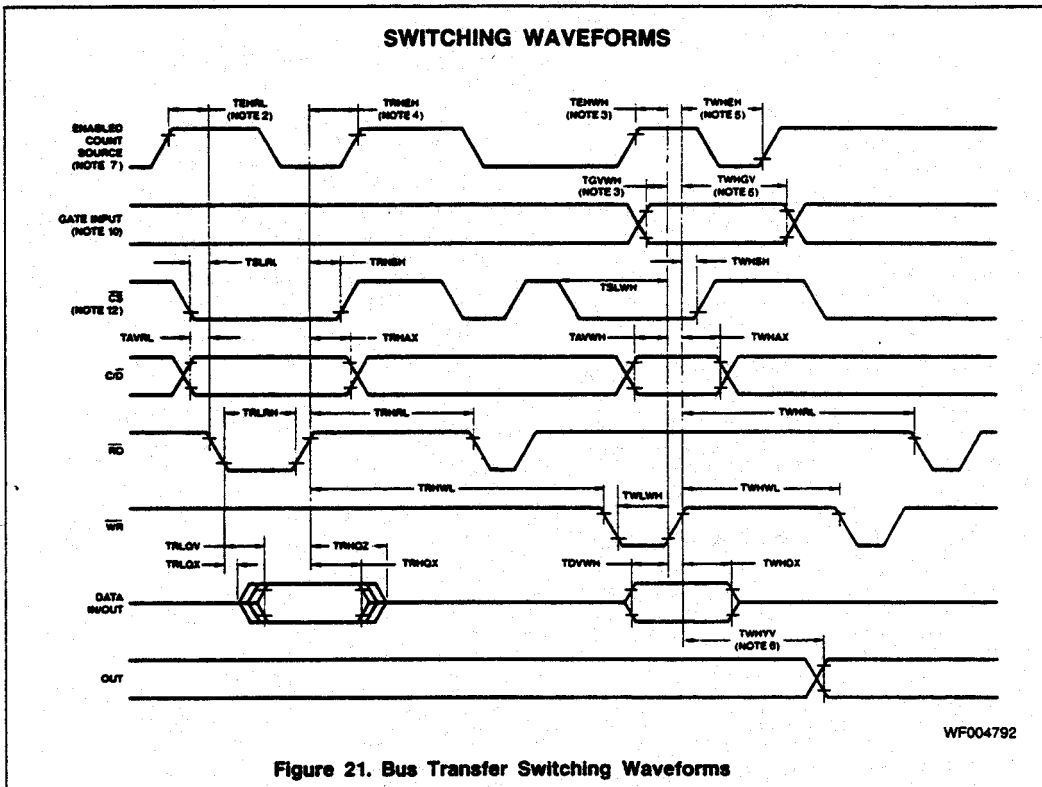 SWITCHING WAVEFORMS
TEHRL
(NOTE 2)
TRHEH
(NOTE 4)
TEHWH
(NOTE 3)
TWHEH
(NOTE 5)
ENABLED
COUNT
SOURCE
(NOTE 7)
TGVWH
(NOTE 3)
TWHGV
(NOTE 5)
GATE INPUT
(NOTE 10)
TSLRL
TRHSH
TWHSH
TSLWH
CS
(NOTE 12)
TAVRL
TRHAX
TAVWH
TWHAX
C/D
TRLRH
TRHRL
TWHRL
RD
TRHWL
TWLWH
TWHWL
WR
TRLQV
TRHQZ
TRLQX
TRHQX
TDVWH
TWHDX
DATA
IN/OUT
TWHYV
(NOTE 6)
OUT
WF004792
Figure 21. Bus Transfer Switching Waveforms